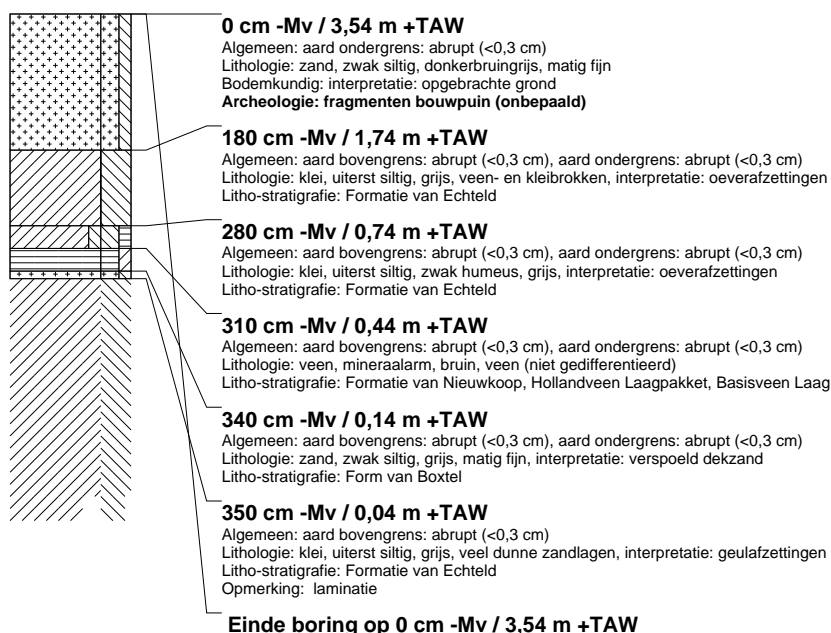 0 cm -Mv / 3,54 m +TAW
Algemeen: aard ondergrens: abrupt (<0,3 cm)
Lithologie: zand, zwak siltig, donkerbruingrijs, matig fijn
Bodemkundig: interpretatie: opgebrachte grond
Archeologie: fragmenten bouwpuin (onbepaald)
180 cm -Mv / 1,74 m +TAW
Algemeen: aard bovengrens: abrupt (<0,3 cm), aard ondergrens: abrupt (<0,3 cm)
Lithologie: klei, uiterst siltig, grijs, veen- en kleibrokken, interpretatie: oeverafzettingen
Litho-stratigrafie: Formatie van Echteld
280 cm -Mv / 0,74 m +TAW
Algemeen: aard bovengrens: abrupt (<0,3 cm), aard ondergrens: abrupt (<0,3 cm)
Lithologie: klei, uiterst siltig, zwak humeus, grijs, interpretatie: oeverafzettingen
Litho-stratigrafie: Formatie van Echteld
310 cm -Mv / 0,44 m +TAW
Algemeen: aard bovengrens: abrupt (<0,3 cm), aard ondergrens: abrupt (<0,3 cm)
Lithologie: veen, mineraalarm, bruin, veen (niet gedifferentieerd)
Litho-stratigrafie: Formatie van Nieuwkoop, Hollandveen Laagpakket, Basisveen Laag
340 cm -Mv / 0,14 m +TAW
Algemeen: aard bovengrens: abrupt (<0,3 cm), aard ondergrens: abrupt (<0,3 cm)
Lithologie: zand, zwak siltig, grijs, matig fijn, interpretatie: verspoeld dekzand
Litho-stratigrafie: Form van Boxtel
350 cm -Mv / 0,04 m +TAW
Algemeen: aard bovengrens: abrupt (<0,3 cm)
Lithologie: klei, uiterst siltig, grijs, veel dunne zandlagen, interpretatie: geulafzettingen
Litho-stratigrafie: Formatie van Echteld
Opmerking: laminatie
Einde boring op 0 cm -Mv / 3,54 m +TAW